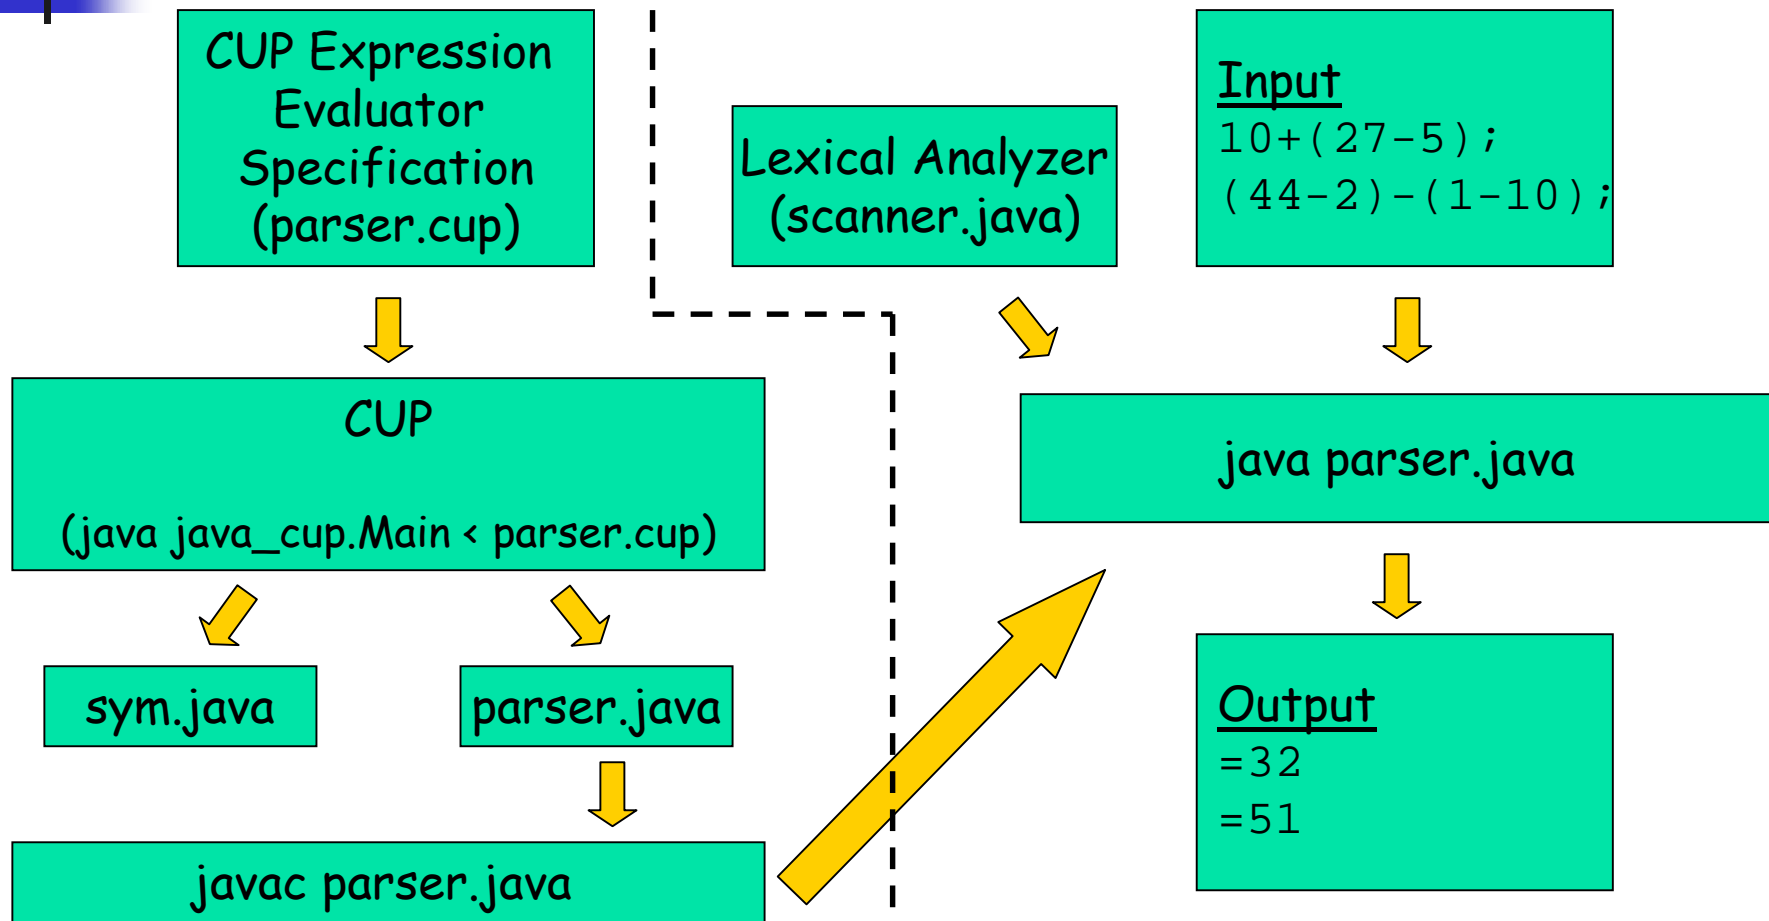 CUP Expression
Evaluator
Specification
(parser.cup)
Lexical Analyzer
(scanner.java)
Input
10+(27-5);
(44-2)-(1-10);
CUP
(java java_cup.Main < parser.cup)
java parser.java
sym.java
parser.java
Output
=32
=51
javac parser.java